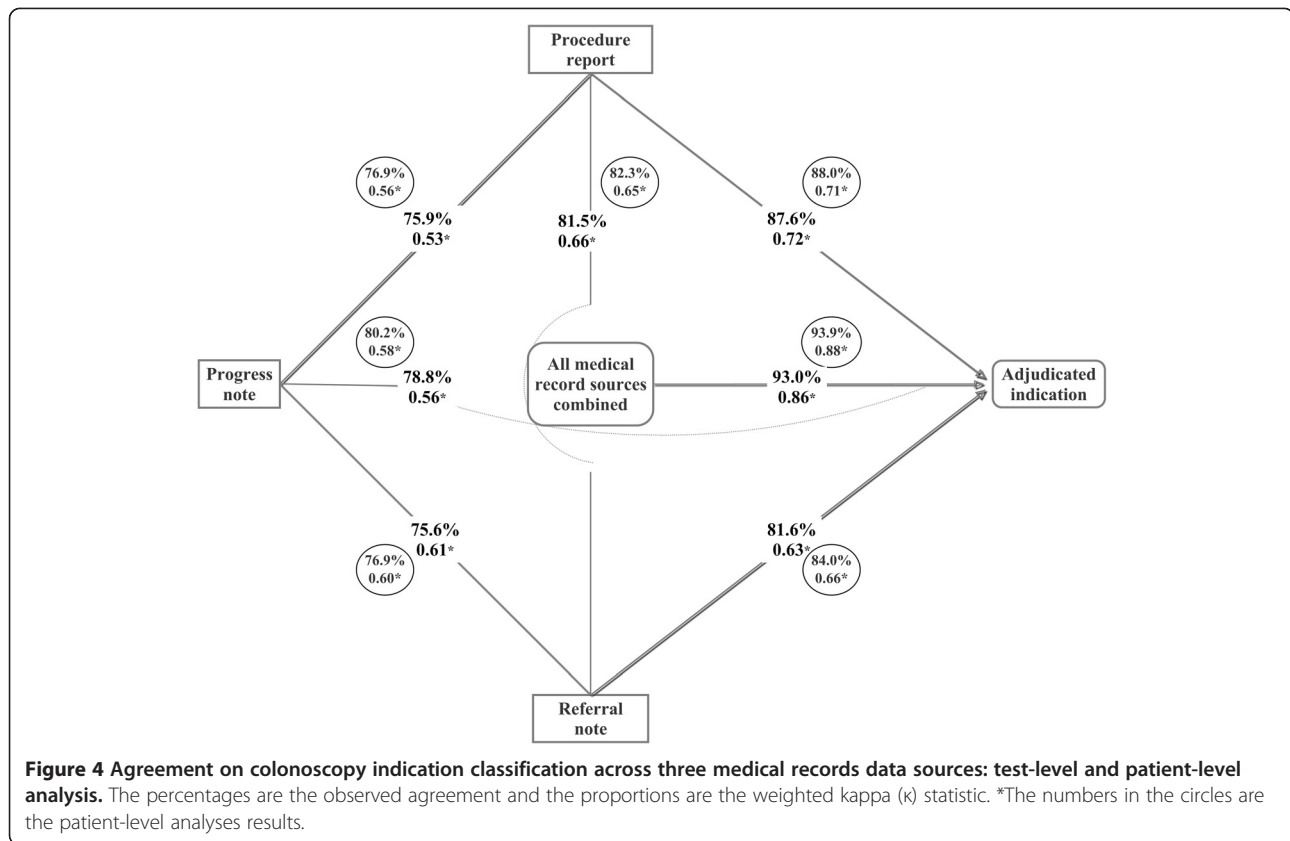 Procedure
report
76.9%
0.56*
82.3%
0.65*
88.0%
0.71*
75.9%
0.53*
81.5%
0.66*
87.6%
0.72*
80.2%
0.58*
93.9%
0.88*
Progress
note
78.8%
0.56*
All medical
record sources
combined
93.0%
0.86*
Adjudicated
indication
75.6%
0.61*
81.6%
0.63*
76.9%
0.60*
84.0%
0.66*
Referral
note
Figure 4 Agreement on colonoscopy indication classification across three medical records data sources: test-level and patient-level
analysis. The percentages are the observed agreement and the proportions are the weighted kappa (κ) statistic. *The numbers in the circles are
the patient-level analyses results.